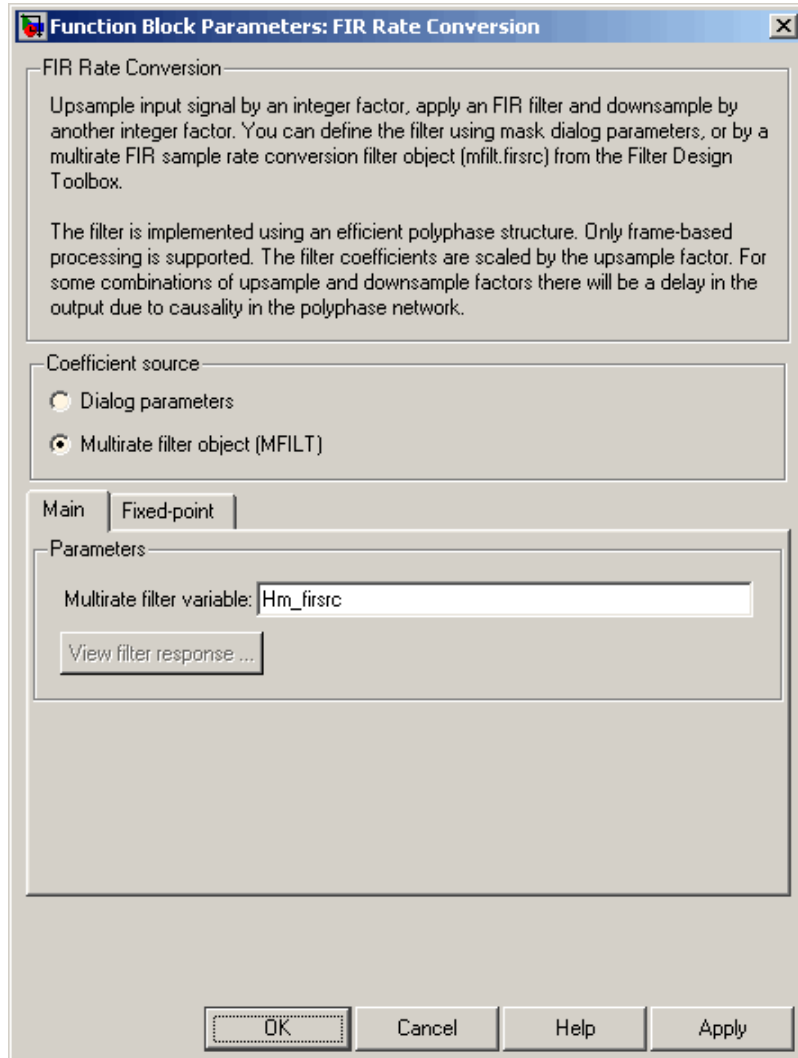 Function Block Parameters: FIR Rate Conversion
FIR Rate Conversion
Upsample input signal by an integer factor, apply an FIR filter and downsample by
another integer factor. You can define the filter using mask dialog parameters, or by a
multirate FIR sample rate conversion filter object (mfilt.firsrc) from the Filter Design
Toolbox.
The filter is implemented using an efficient polyphase structure. Only frame-based
processing is supported. The filter coefficients are scaled by the upsample factor. For
some combinations of upsample and downsample factors there will be a delay in the
output due to causality in the polyphase network.
Coefficient source
Dialog parameters
Multirate filter object (MFILT)
Main Fixed-point
Parameters
Multirate filter variable: Hm_firsrc
View filter response ...
OK Cancel Help Apply